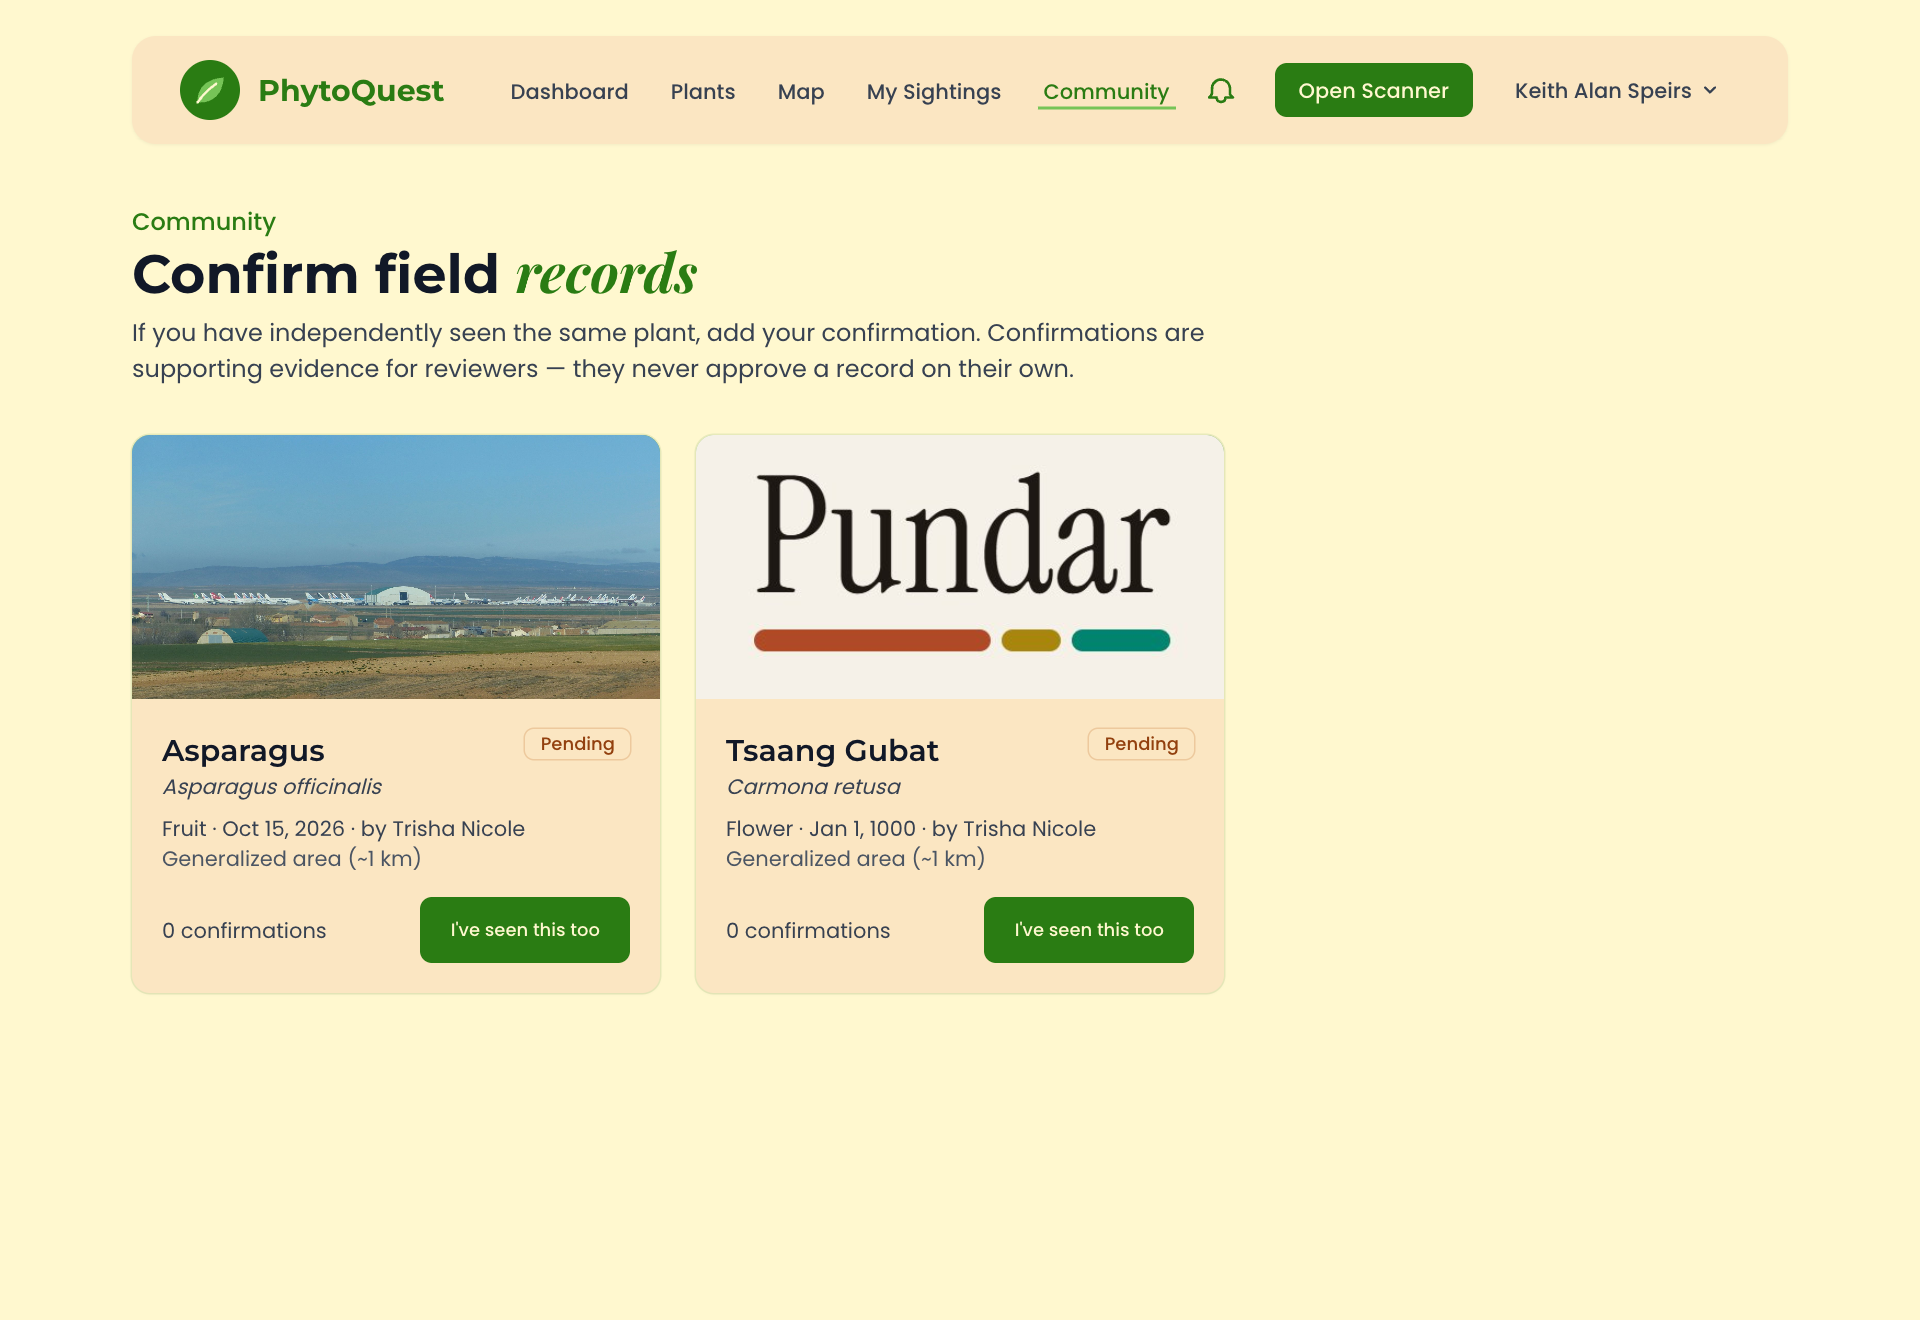 PhytoQuest
Dashboard
Plants
Map
My Sightings
Community
Open Scanner
Keith Alan Speirs
Community
Confirm field records
If you have independently seen the same plant, add your confirmation. Confirmations are
supporting evidence for reviewers — they never approve a record on their own.
Asparagus
Pending
Asparagus officinalis
Fruit · Oct 15, 2026 · by Trisha Nicole
Generalized area (~1 km)
0 confirmations
I've seen this too
Pundar
Tsaang Gubat
Pending
Carmona retusa
Flower · Jan 1, 1000 · by Trisha Nicole
Generalized area (~1 km)
0 confirmations
I've seen this too